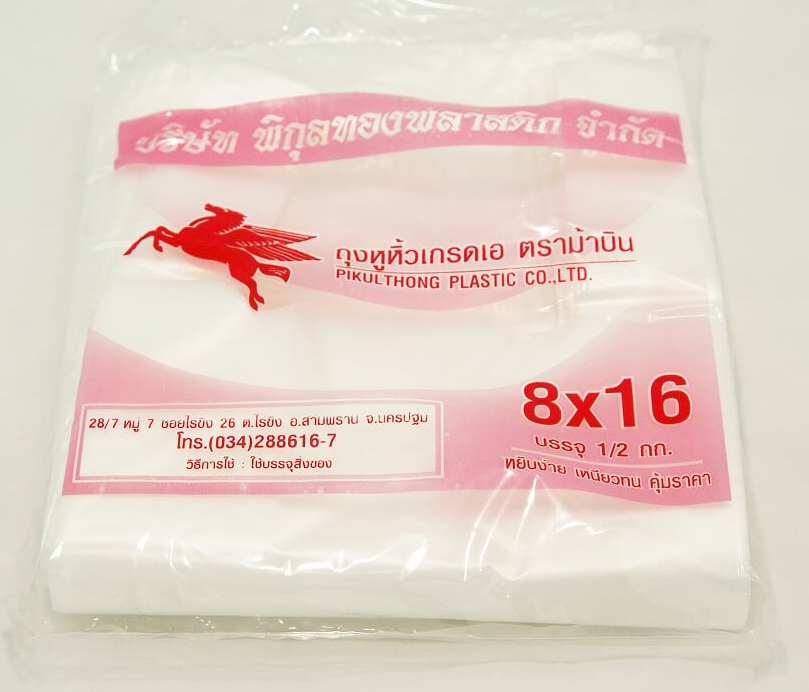 บริษัท พิกุลทองพลาสติก จำกัด
ถุงหูหิ้วเกรดเอ ตราม้าบิน
PIKULTHONG PLASTIC CO.,LTD.
8x16
บรรจุ 1/2 กก.
หยิบง่าย เหนียวทน คุ้มราคา
28/7 หมู่ 7 ซอยไร่ขิง 26 ต.ไร่ขิง อ.สามพราน จ.นครปฐม
โทร.(034)288616-7
วิธีการใช้ : ใช้บรรจุสิ่งของ